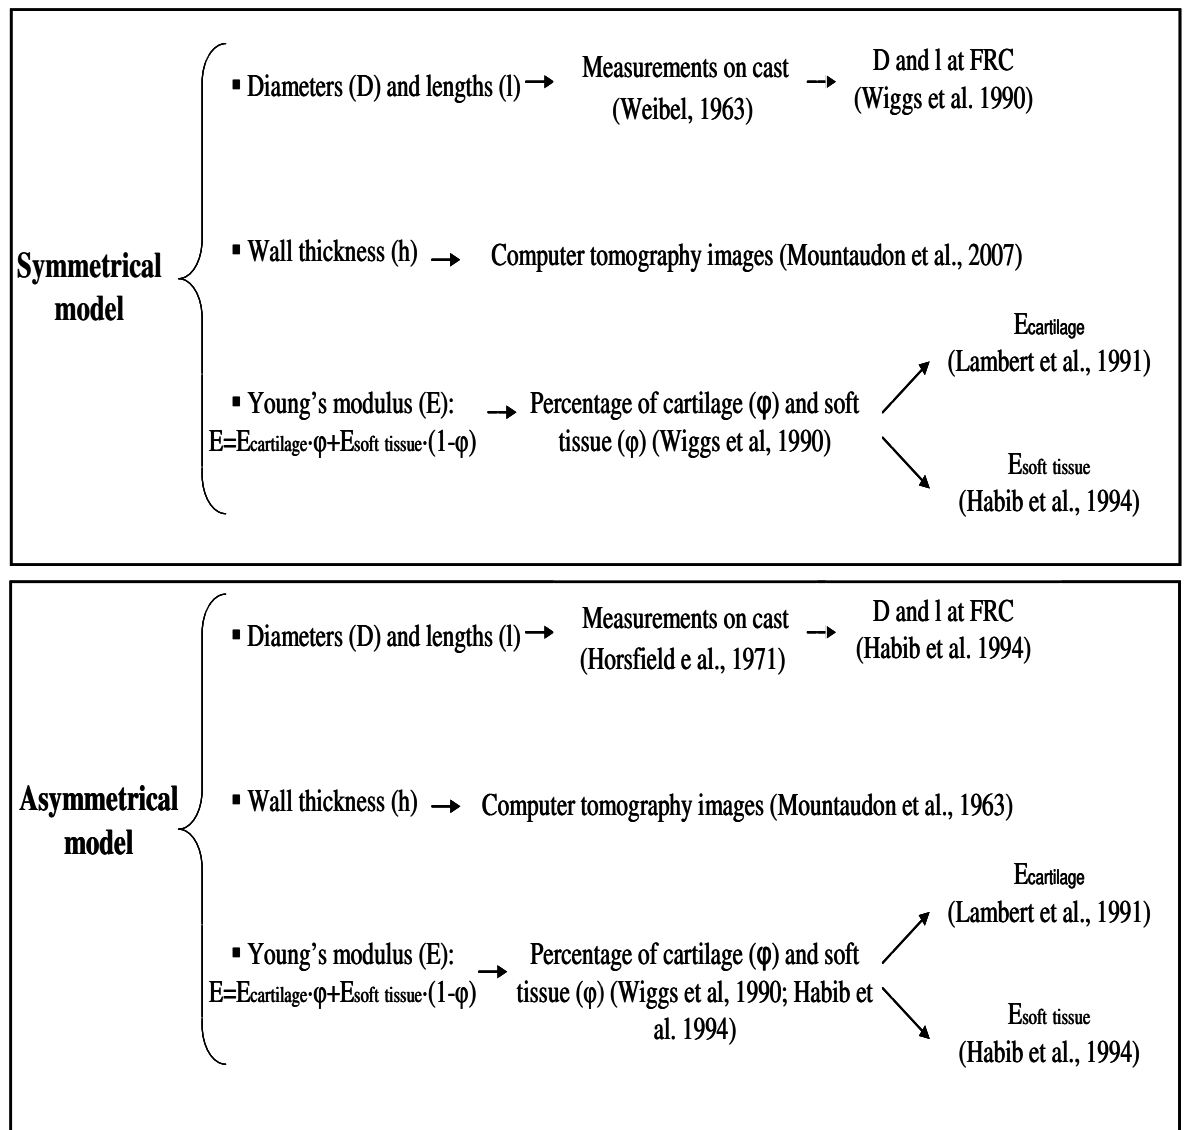 ▪ Diameters (D) and lengths (l)
Measurements on cast
(Weibel, 1963)
D and l at FRC
(Wiggs et al. 1990)
Symmetrical
model
▪ Wall thickness (h)
Computer tomography images (Mountaudon et al., 2007)
▪ Young’s modulus (E):
E=Ecartilage·φ+Esoft tissue·(1-φ)
Percentage of cartilage (φ) and soft
tissue (φ) (Wiggs et al, 1990)
Ecartilage
(Lambert et al., 1991)
Esoft tissue
(Habib et al., 1994)
▪ Diameters (D) and lengths (l)
Measurements on cast
(Horsfield e al., 1971)
D and l at FRC
(Habib et al. 1994)
Asymmetrical
model
▪ Wall thickness (h)
Computer tomography images (Mountaudon et al., 1963)
▪ Young’s modulus (E):
E=Ecartilage·φ+Esoft tissue·(1-φ)
Percentage of cartilage (φ) and soft
tissue (φ) (Wiggs et al, 1990; Habib et
al. 1994)
Ecartilage
(Lambert et al., 1991)
Esoft tissue
(Habib et al., 1994)